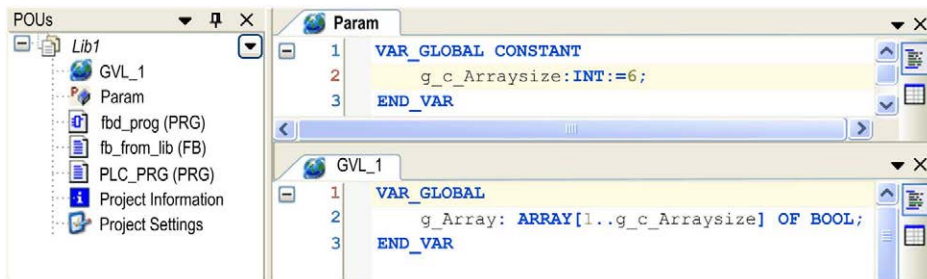 POUs
Lib1
GVL_1
Param
fbd_prog (PRG)
fb_from_lib (FB)
PLC_PRG (PRG)
Project Information
Project Settings
Param
1 VAR_GLOBAL CONSTANT
2 g_c_Arraysize:INT:=6;
3 END_VAR
GVL_1
1 VAR_GLOBAL
2 g_Array: ARRAY[1..g_c_Arraysize] OF BOOL;
3 END_VAR